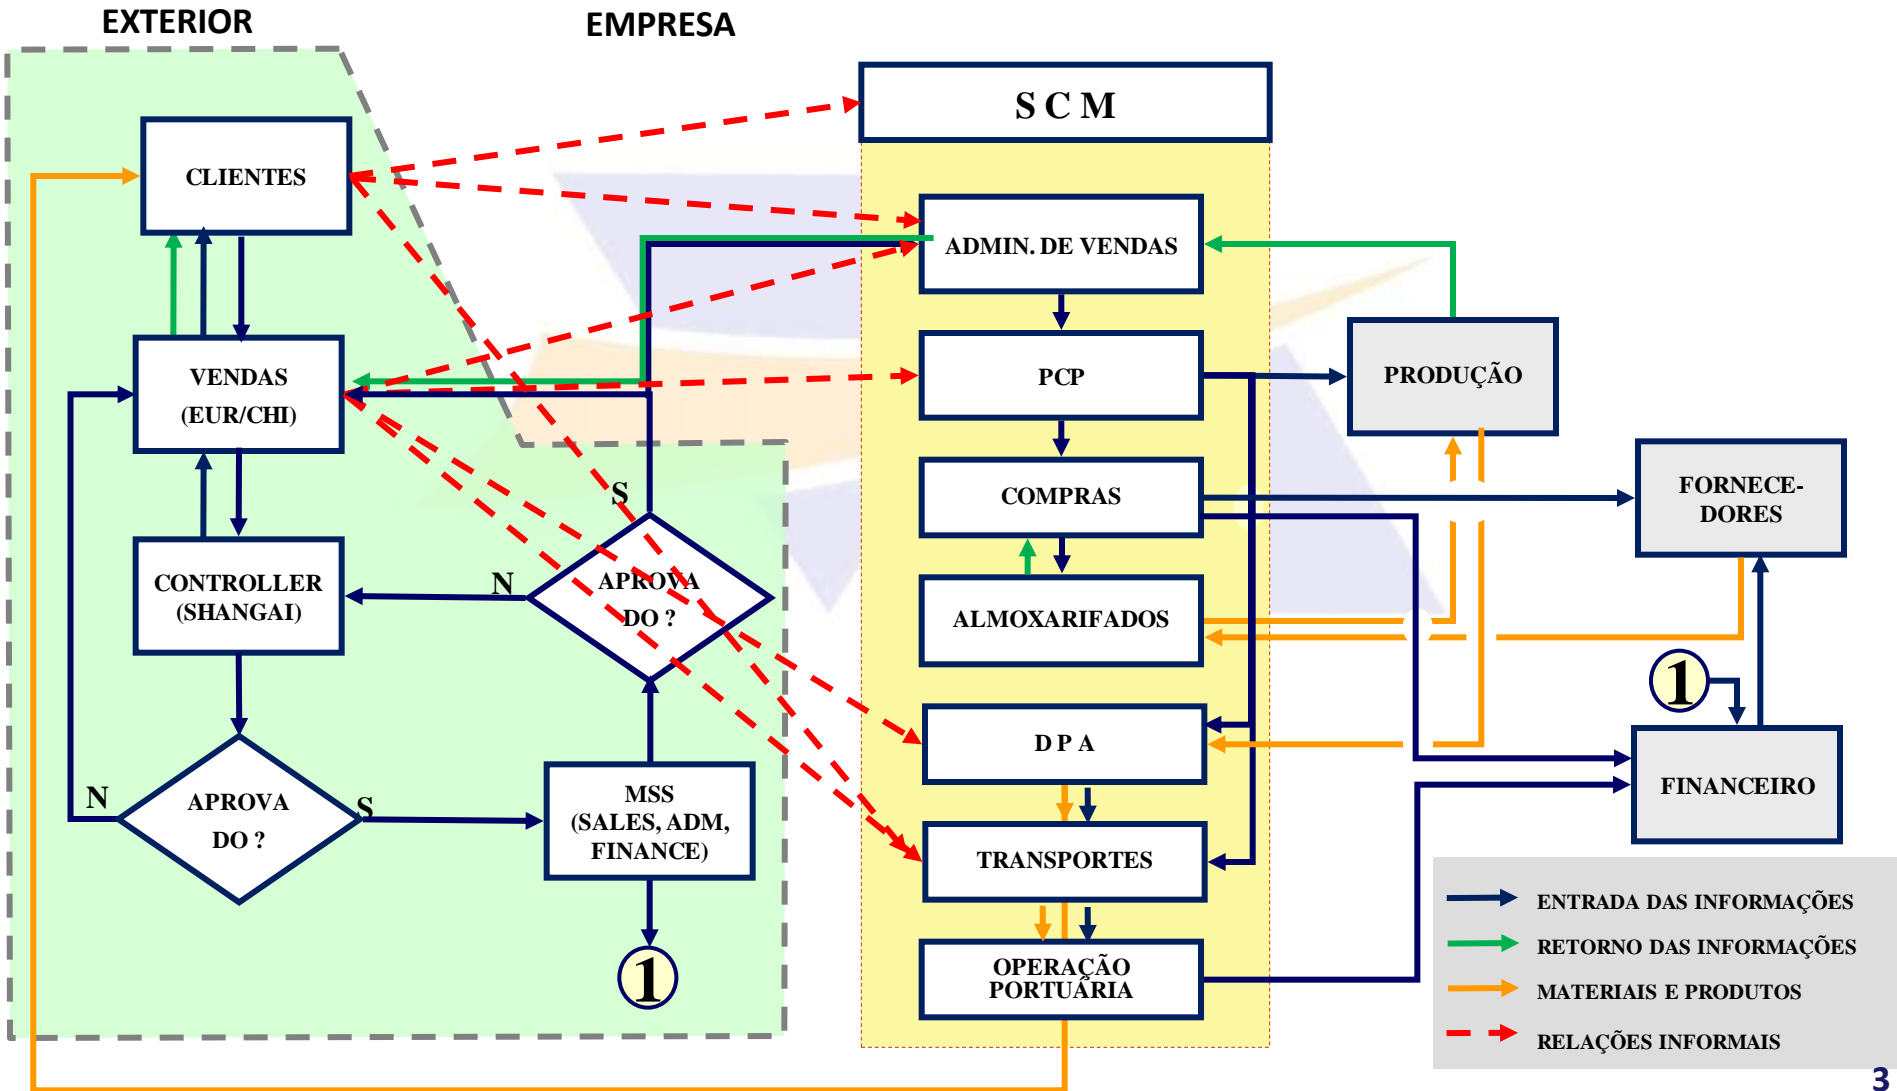 EXTERIOR
EMPRESA
S C M
CLIENTES
ADMIN. DE VENDAS
VENDAS
(EUR/CHI)
PCP
PRODUÇÃO
S
COMPRAS
FORNECE-
DORES
N
CONTROLLER
(SHANGAI)
APROVA
DO ?
ALMOXARIFADOS
1
D P A
N
APROVA
DO ?
S
MSS
(SALES, ADM,
FINANCE)
FINANCEIRO
TRANSPORTES
1
OPERAÇÃO
PORTUÁRIA
ENTRADA DAS INFORMAÇÕES
RETORNO DAS INFORMAÇÕES
MATERIAIS E PRODUTOS
RELAÇÕES INFORMAIS
3